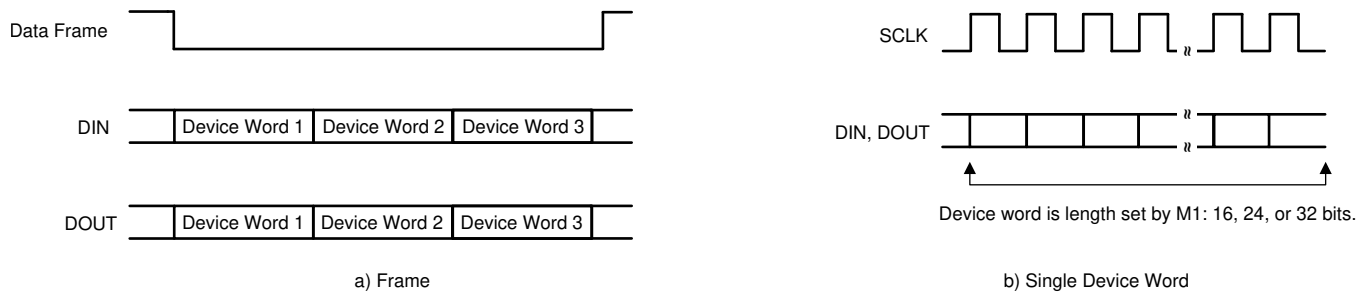 Data Frame
DIN
Device Word 1 Device Word 2 Device Word 3
DOUT
Device Word 1 Device Word 2 Device Word 3
a) Frame
SCLK
DIN, DOUT
Device word is length set by M1: 16, 24, or 32 bits.
b) Single Device Word